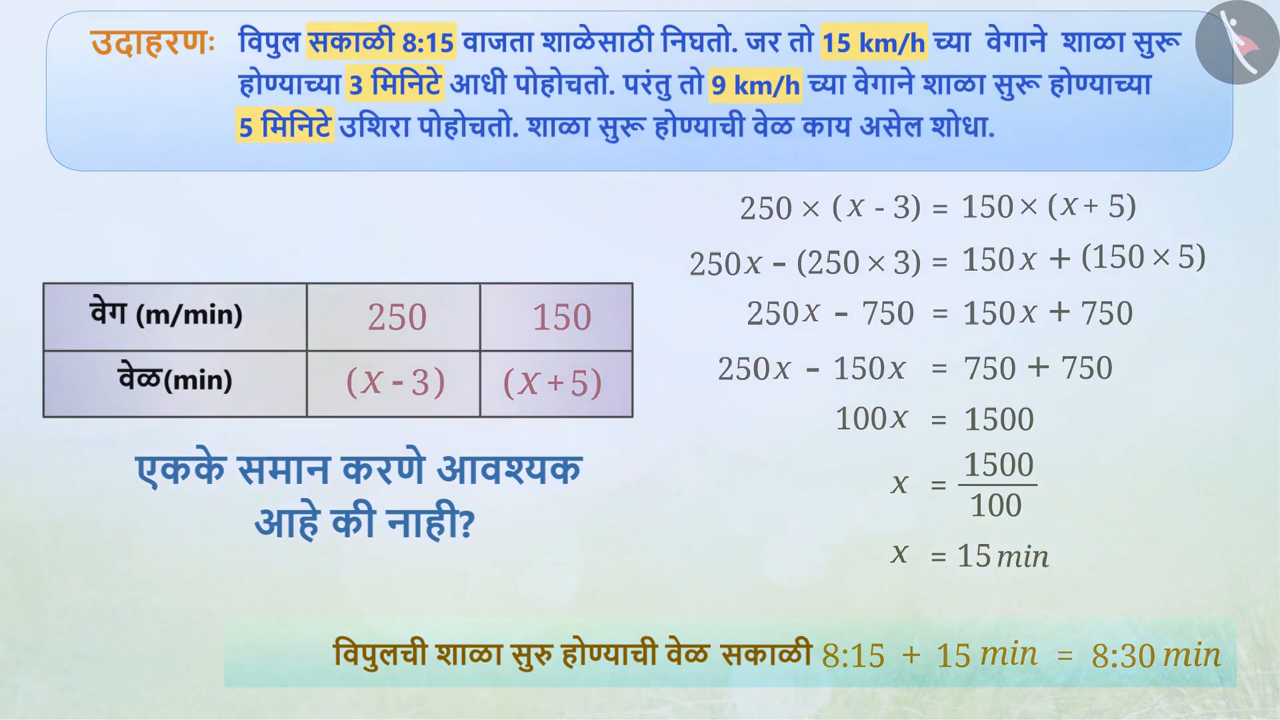 उदाहरणः विपुल सकाळी 8:15 वाजता शाळेसाठी निघतो. जर तो 15 km/h च्या वेगाने शाळा सुरू
होण्याच्या 3 मिनिटे आधी पोहोचतो. परंतु तो 9 km/h च्या वेगाने शाळा सुरू होण्याच्या
5 मिनिटे उशिरा पोहोचतो. शाळा सुरू होण्याची वेळ काय असेल शोधा.
वेग (m/min) 250 150
वेळ(min) (x - 3) (x + 5)
एकके समान करणे आवश्यक
आहे की नाही?
250 × (x - 3) = 150 × (x + 5)
250x - (250 × 3) = 150x + (150 × 5)
250x - 750 = 150x + 750
250x - 150x = 750 + 750
100x = 1500
x = 1500/100
x = 15 min
विपुलची शाळा सुरु होण्याची वेळ सकाळी 8:15 + 15 min = 8:30 min